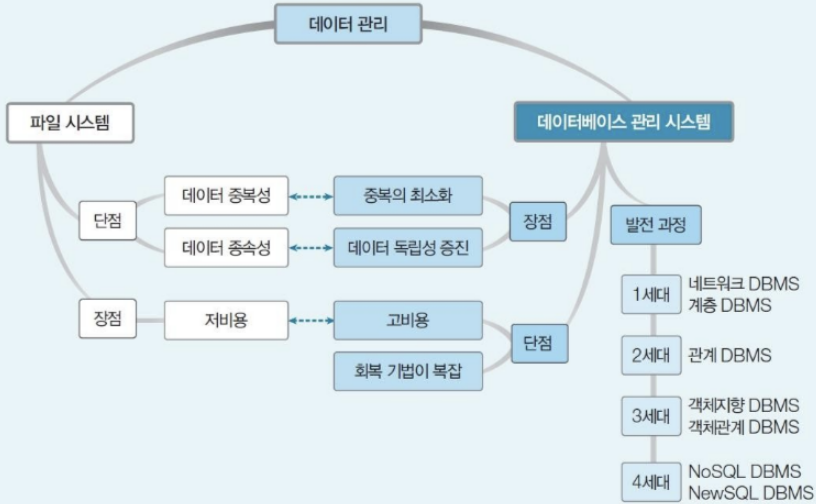 데이터 관리
파일 시스템
데이터베이스 관리 시스템
단점
데이터 중복성
중복의 최소화
데이터 종속성
데이터 독립성 증진
장점
발전 과정
장점
저비용
고비용
회복 기법이 복잡
단점
1세대
네트워크 DBMS
계층 DBMS
2세대
관계 DBMS
3세대
객체지향 DBMS
객체관계 DBMS
4세대
NoSQL DBMS
NewSQL DBMS